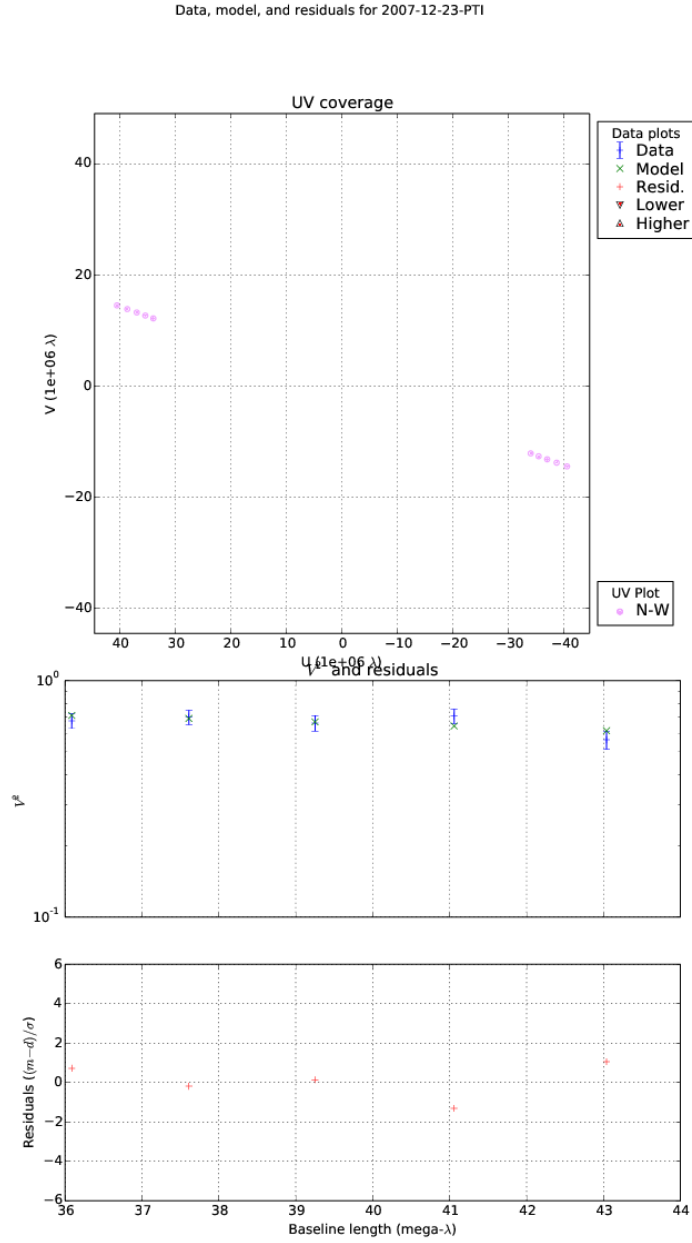 Data, model, and residuals for 2007-12-23-PTI
UV coverage
Data plots
Data
Model
Resid.
Lower
Higher
40
20
0
−20
−40
V (1e+06 λ)
UV Plot
N-W
40 30 20 10 0 −10 −20 −30 −40
U (1e+06 λ)
V² and residuals
10⁰
10⁻¹
V²
6
4
2
0
−2
−4
−6
Residuals ((m−d)/σ)
36 37 38 39 40 41 42 43 44
Baseline length (mega-λ)